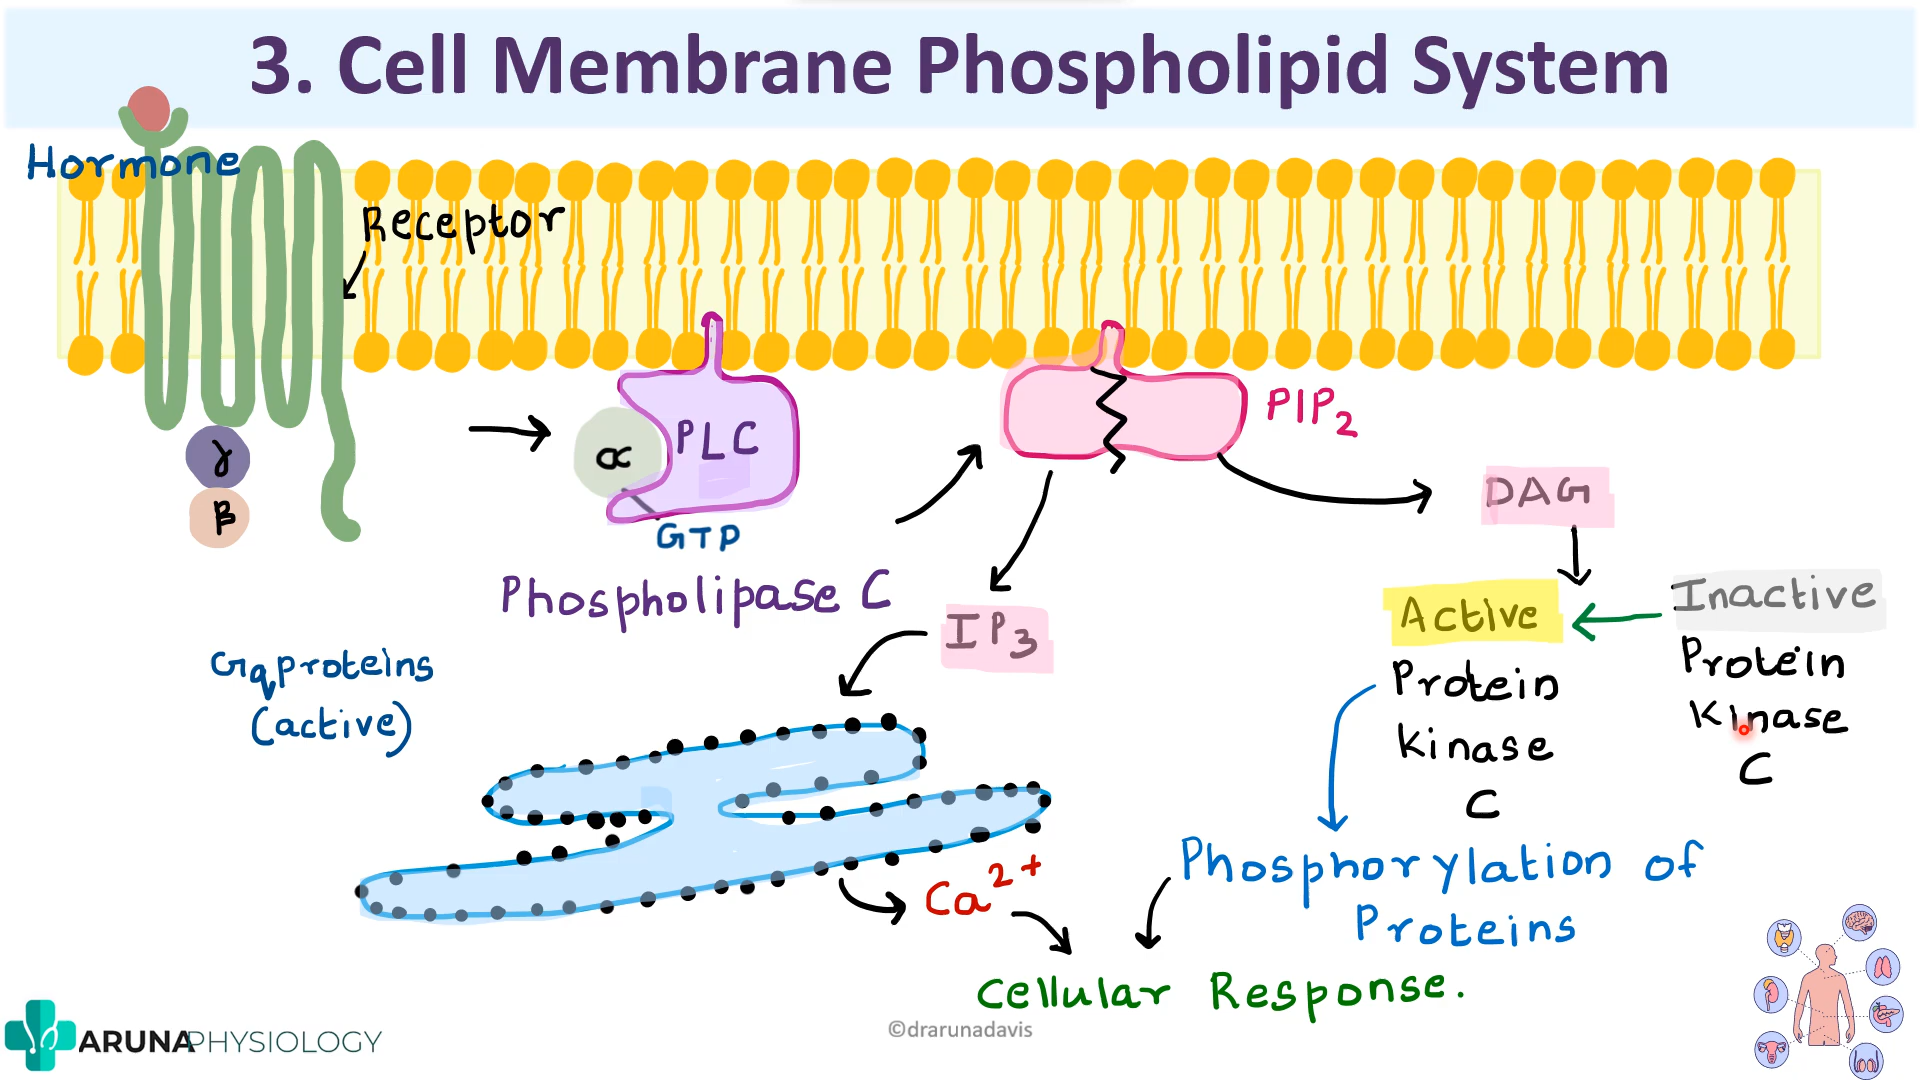 3. Cell Membrane Phospholipid System
Hormone
Receptor
γ
β
α
PLC
GTP
Phospholipase C
PIP2
DAG
IP3
Active
Protein
kinase
C
Inactive
Protein
Kinase
C
Gq proteins
(active)
Ca2+
Phosphorylation of
Proteins
Cellular Response.
ARUNAPHYSIOLOGY
©drarunadavis